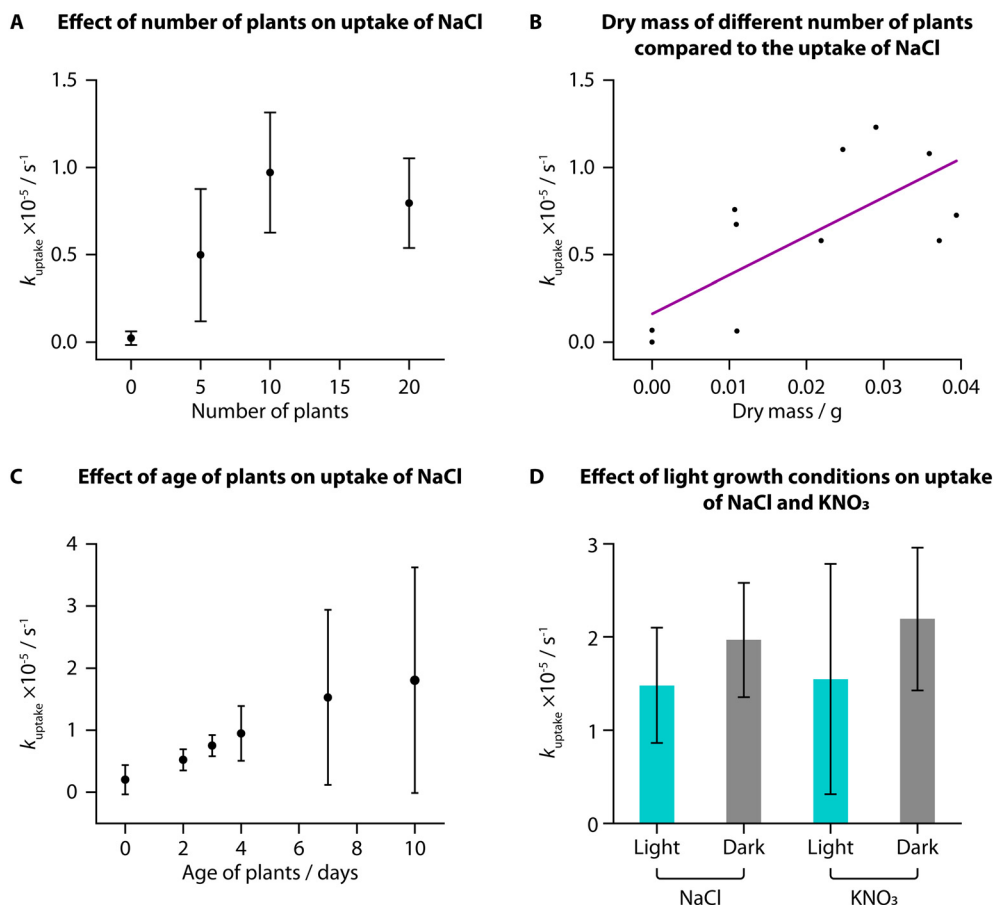 A Effect of number of plants on uptake of NaCl
1.5
1.0
0.5
0.0
k uptake ×10⁻⁵ / s⁻¹
0 5 10 15 20
Number of plants
B Dry mass of different number of plants
compared to the uptake of NaCl
1.5
1.0
0.5
0.0
k uptake ×10⁻⁵ / s⁻¹
0.00 0.01 0.02 0.03 0.04
Dry mass / g
C Effect of age of plants on uptake of NaCl
4
3
2
1
0
k uptake ×10⁻⁵ / s⁻¹
0 2 4 6 8 10
Age of plants / days
D Effect of light growth conditions on uptake
of NaCl and KNO₃
3
2
1
0
k uptake ×10⁻⁵ / s⁻¹
Light Dark Light Dark
NaCl KNO₃